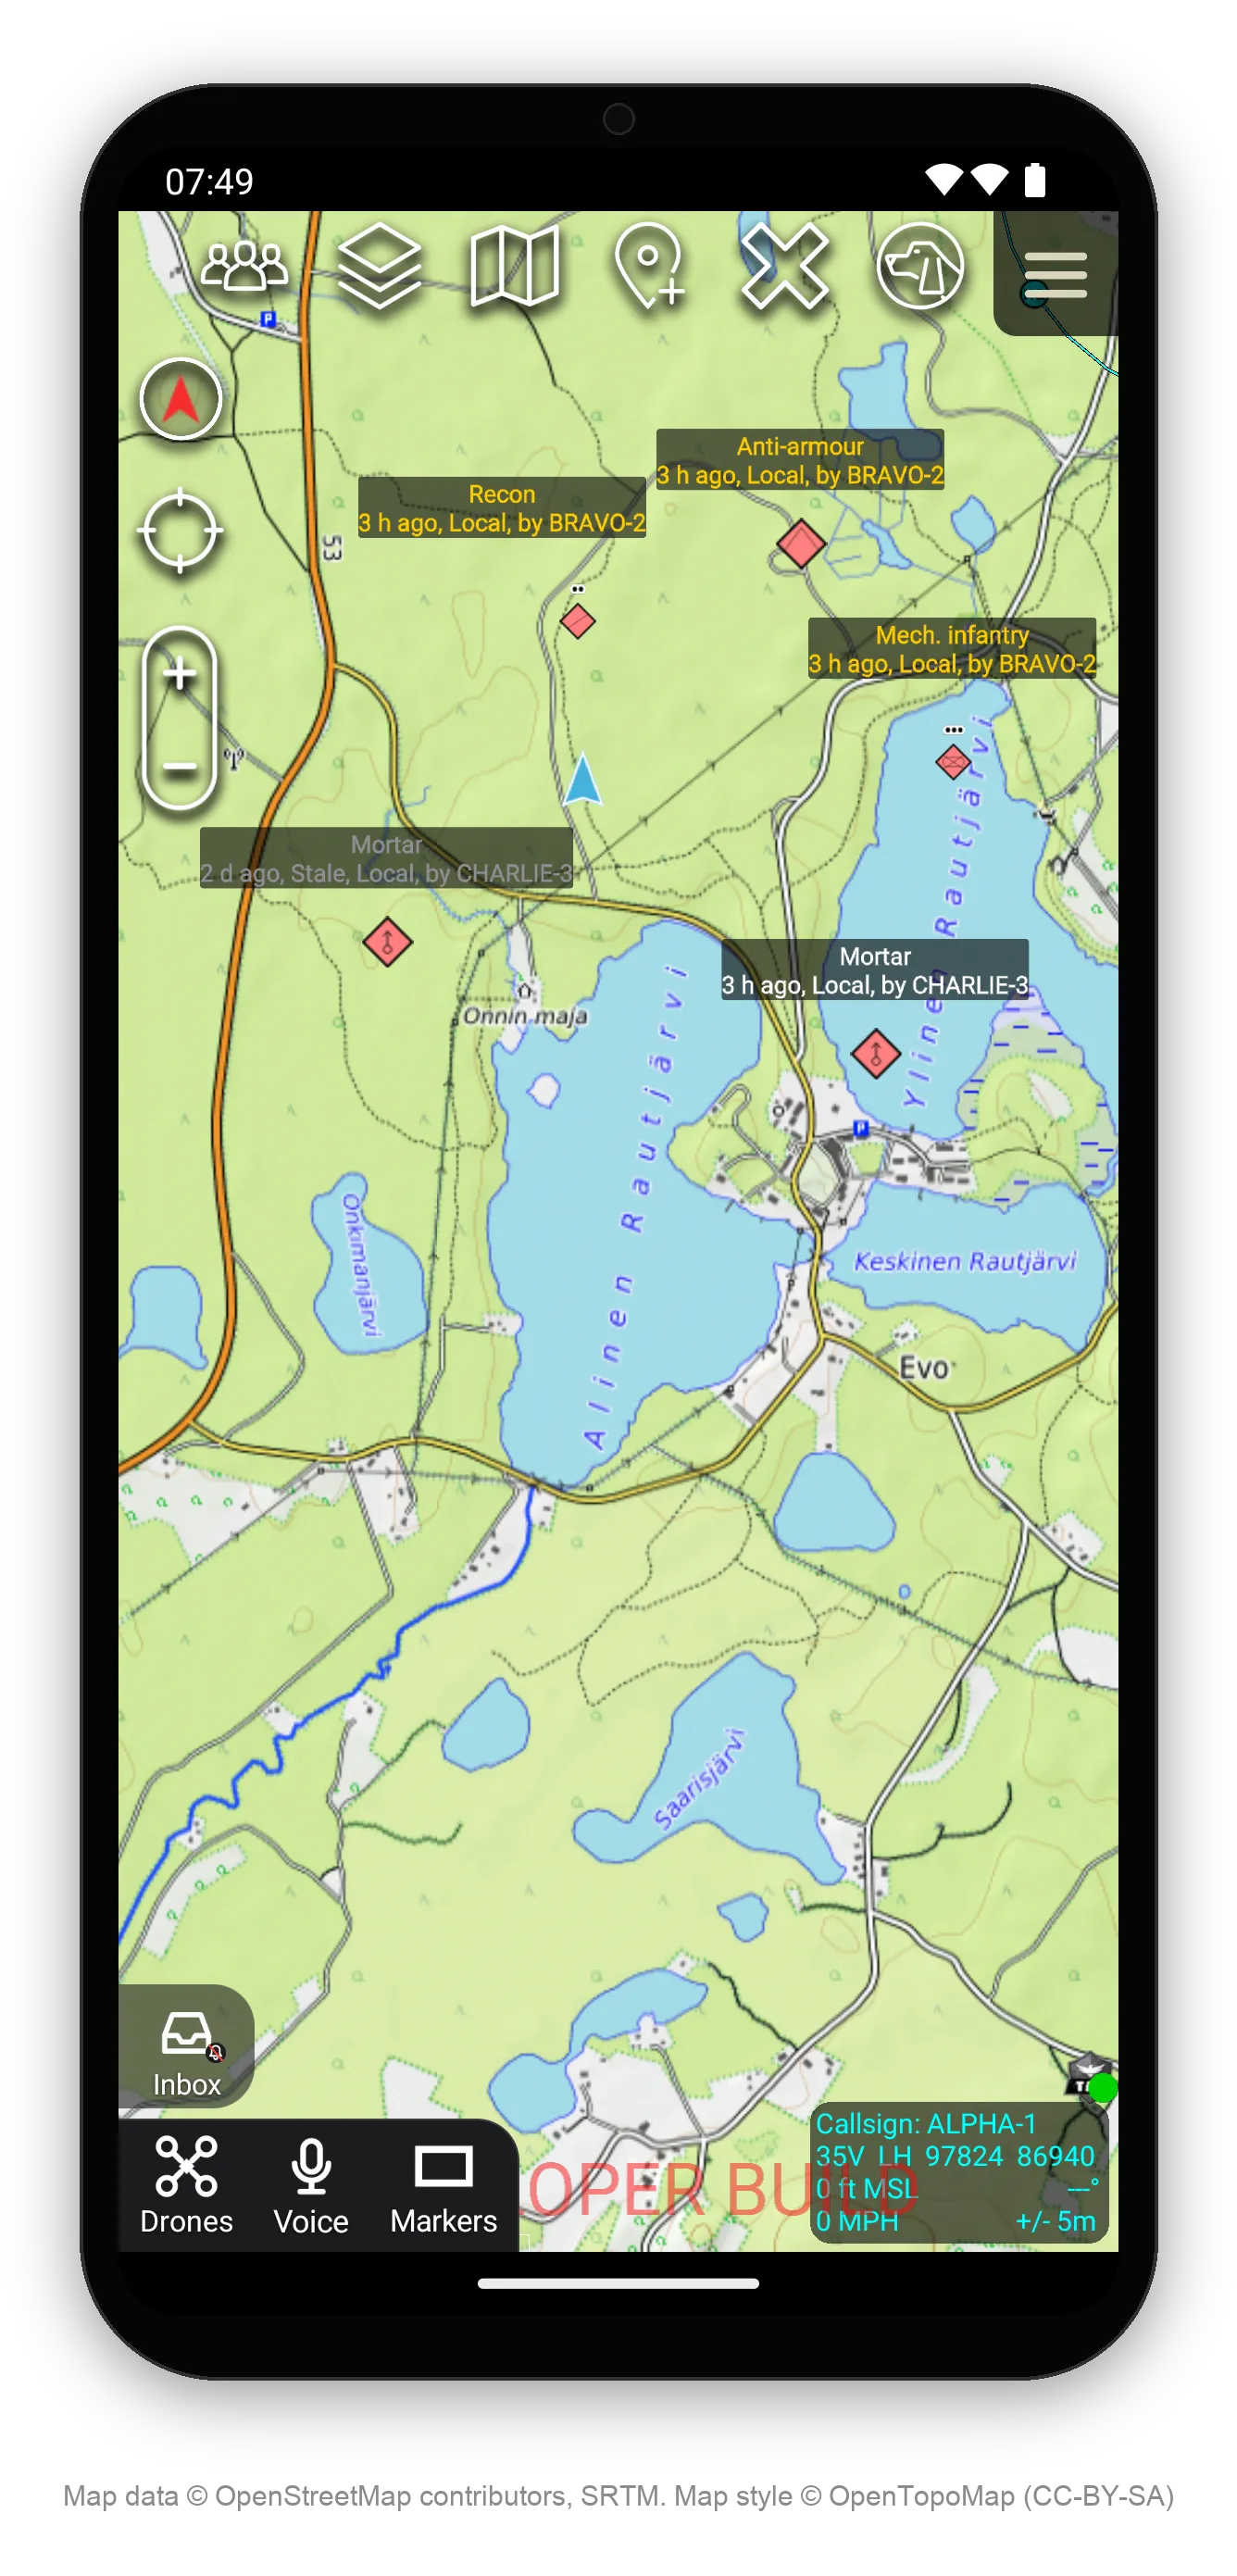 07:49
P
Anti-armour
3 h ago, Local, by BRAVO-2
Recon
3 h ago, Local, by BRAVO-2
53
Mech. infantry
3 h ago, Local, by BRAVO-2
Mortar
2 d ago, Stale, Local, by CHARLIE-3
Mortar
3 h ago, Local, by CHARLIE-3
Onnin maja
Ylinen Rautjärvi
Alinen Rautjärvi
P
Onkimanjärvi
Keskinen Rautjärvi
Evo
Saarisjärvi
Inbox
Drones
Voice
Markers
OPER BUILD
Callsign: ALPHA-1
35V LH 97824 86940
0 ft MSL ---°
0 MPH +/- 5m
Map data © OpenStreetMap contributors, SRTM. Map style © OpenTopoMap (CC-BY-SA)